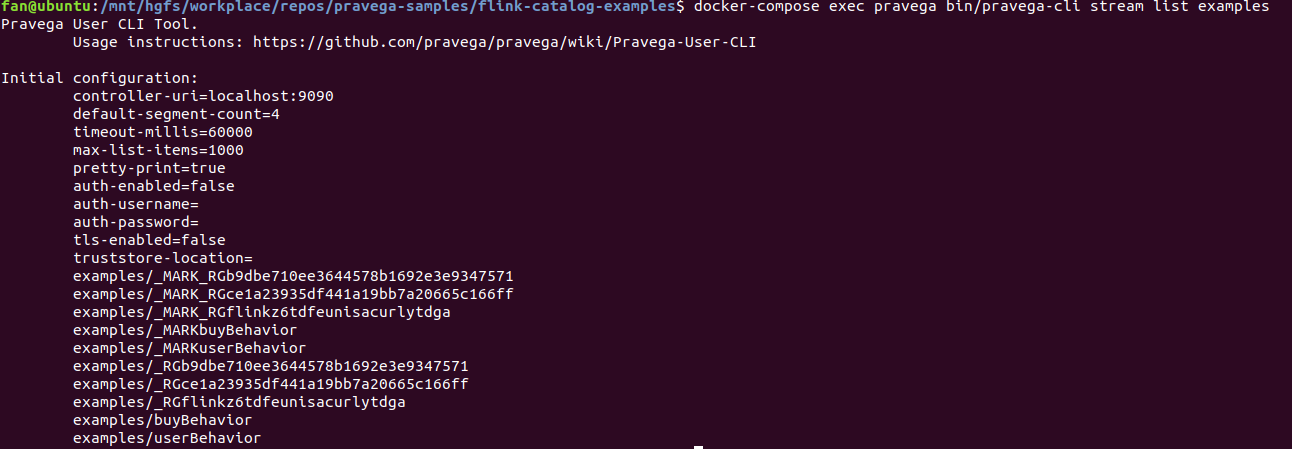 fan@ubuntu:/mnt/hgfs/workplace/repos/pravega-samples/flink-catalog-examples$ docker-compose exec pravega bin/pravega-cli stream list examples
Pravega User CLI Tool.
Usage instructions: https://github.com/pravega/pravega/wiki/Pravega-User-CLI
Initial configuration:
controller-uri=localhost:9090
default-segment-count=4
timeout-millis=60000
max-list-items=1000
pretty-print=true
auth-enabled=false
auth-username=
auth-password=
tls-enabled=false
truststore-location=
examples/_MARK_RGb9dbe710ee3644578b1692e3e9347571
examples/_MARK_RGce1a23935df441a19bb7a20665c166ff
examples/_MARK_RGflinkz6tdfeunisacurlytdga
examples/_MARKbuyBehavior
examples/_MARKuserBehavior
examples/_RGb9dbe710ee3644578b1692e3e9347571
examples/_RGce1a23935df441a19bb7a20665c166ff
examples/_RGflinkz6tdfeunisacurlytdga
examples/buyBehavior
examples/userBehavior